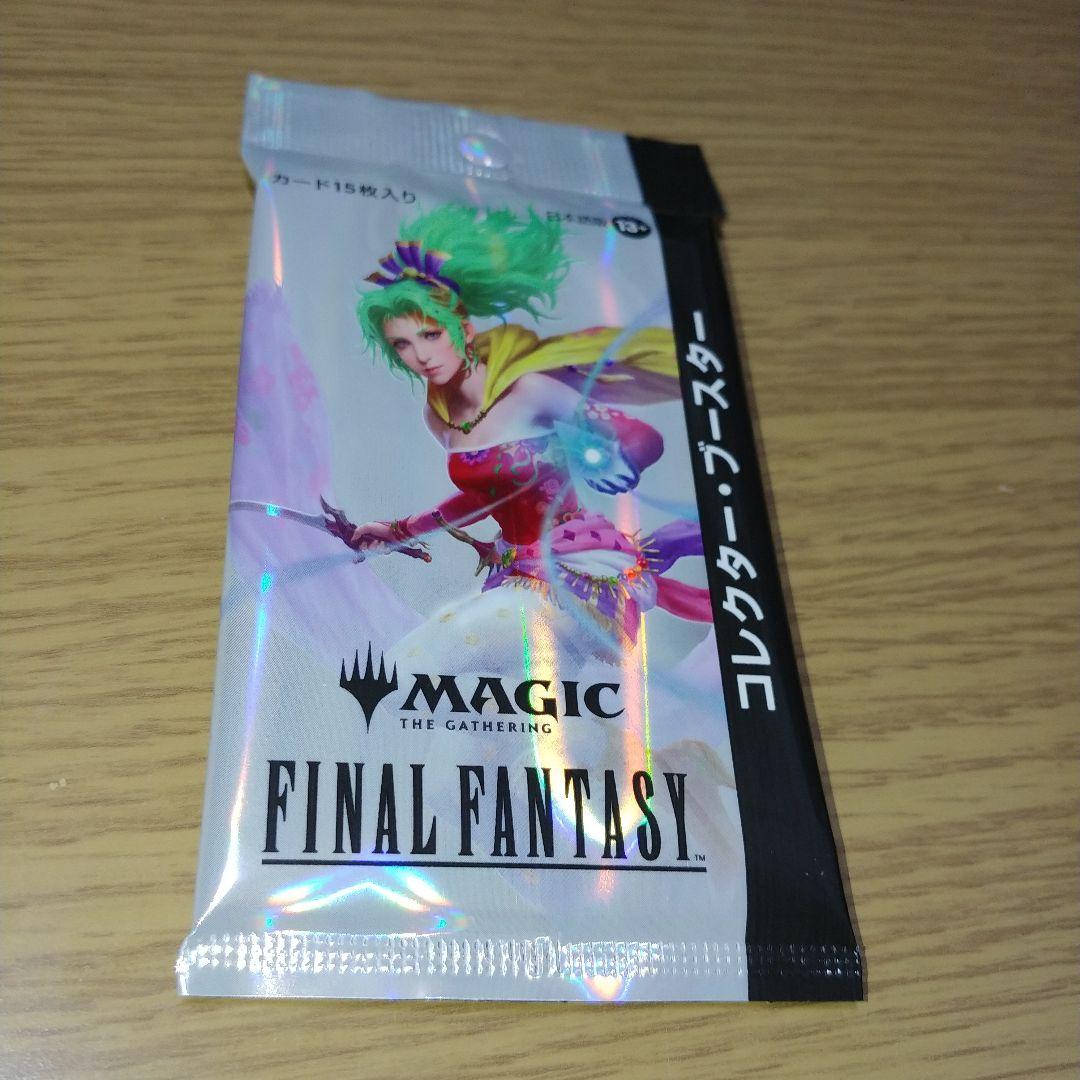 カード15枚入り
日本語版 13+
コレクター・ブースター
MAGIC
THE GATHERING
FINAL FANTASY™